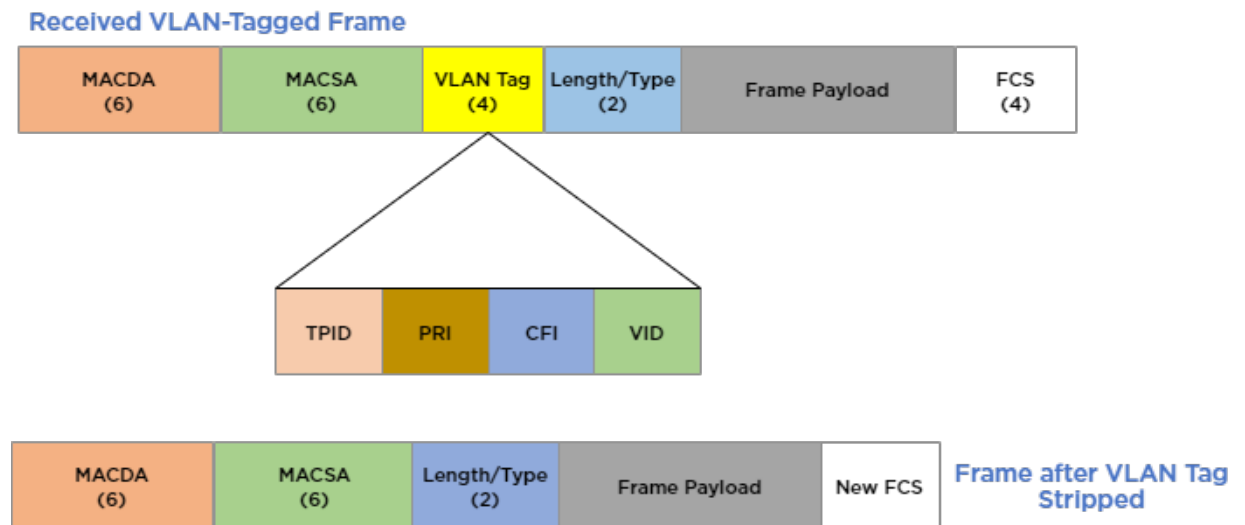 Received VLAN-Tagged Frame
MACDA
(6)
MACSA
(6)
VLAN Tag
(4)
Length/Type
(2)
Frame Payload
FCS
(4)
TPID
PRI
CFI
VID
MACDA
(6)
MACSA
(6)
Length/Type
(2)
Frame Payload
New FCS
Frame after VLAN Tag
Stripped